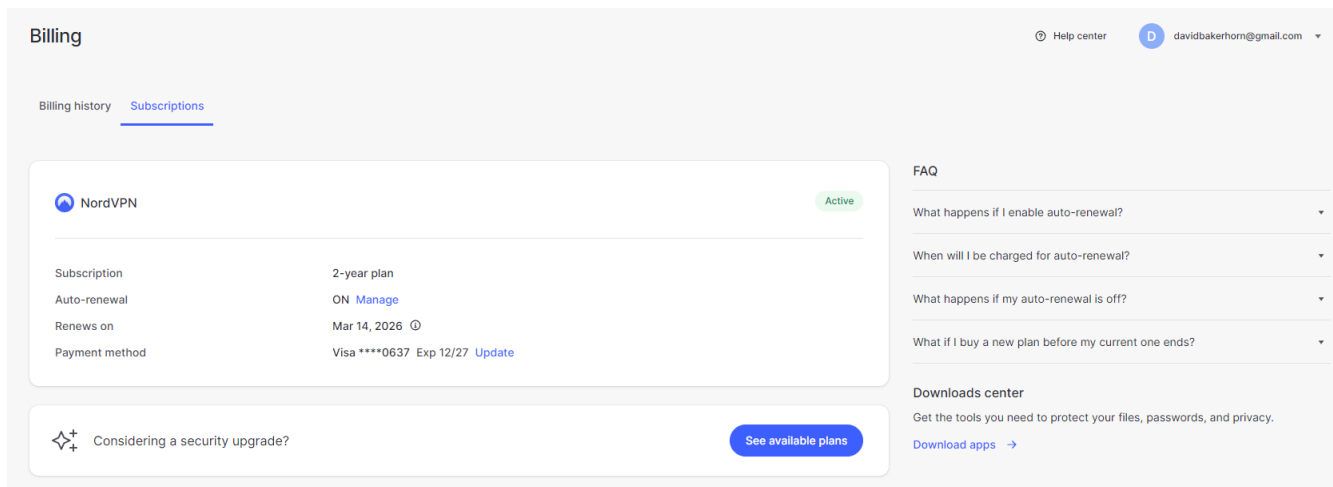 Billing
Help center
D
davidbakerhorn@gmail.com
Billing history
Subscriptions
NordVPN
Active
Subscription
2-year plan
Auto-renewal
ON Manage
Renews on
Mar 14, 2026
Payment method
Visa ****0637 Exp 12/27 Update
Considering a security upgrade?
See available plans
FAQ
What happens if I enable auto-renewal?
When will I be charged for auto-renewal?
What happens if my auto-renewal is off?
What if I buy a new plan before my current one ends?
Downloads center
Get the tools you need to protect your files, passwords, and privacy.
Download apps →